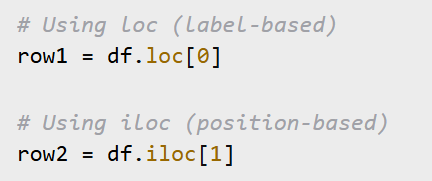 # Using loc (label-based)
row1 = df.loc[0]
# Using iloc (position-based)
row2 = df.iloc[1]